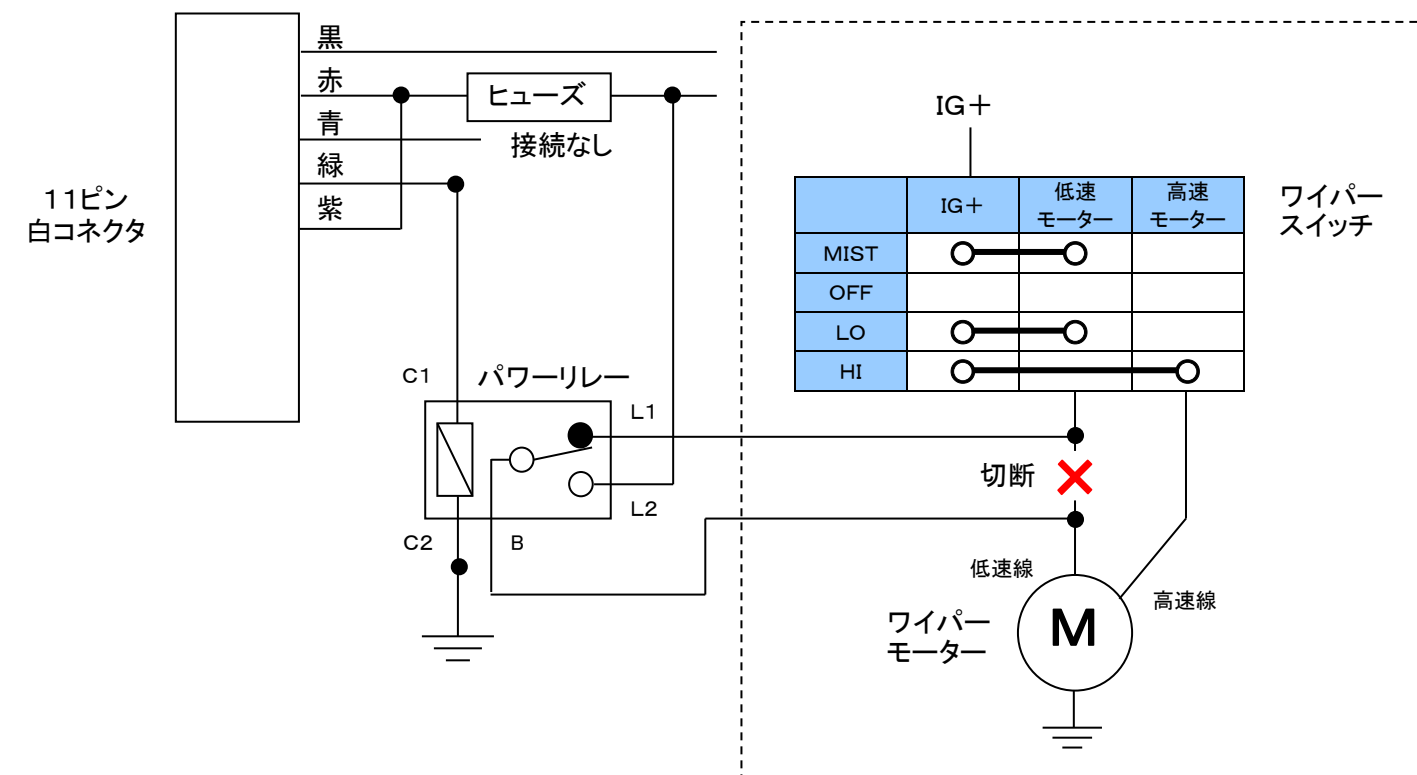 黒
赤
青
緑
紫
ヒューズ
接続なし
11ピン
白コネクタ
C1
パワーリレー
L1
L2
C2
B
IG+
IG+
低速
モーター
高速
モーター
MIST
OFF
LO
HI
ワイパー
スイッチ
切断
低速線
高速線
ワイパー
モーター
M